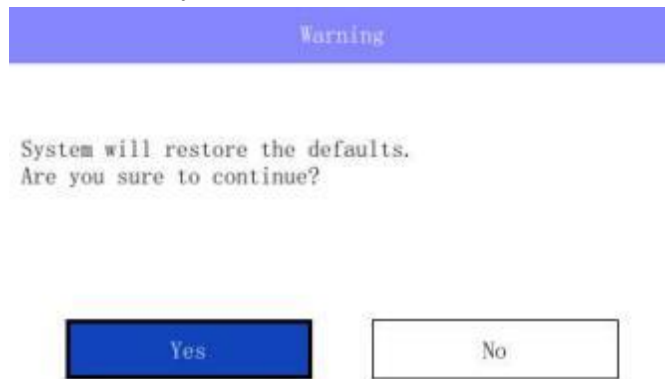 Warning
System will restore the defaults.
Are you sure to continue?
Yes No